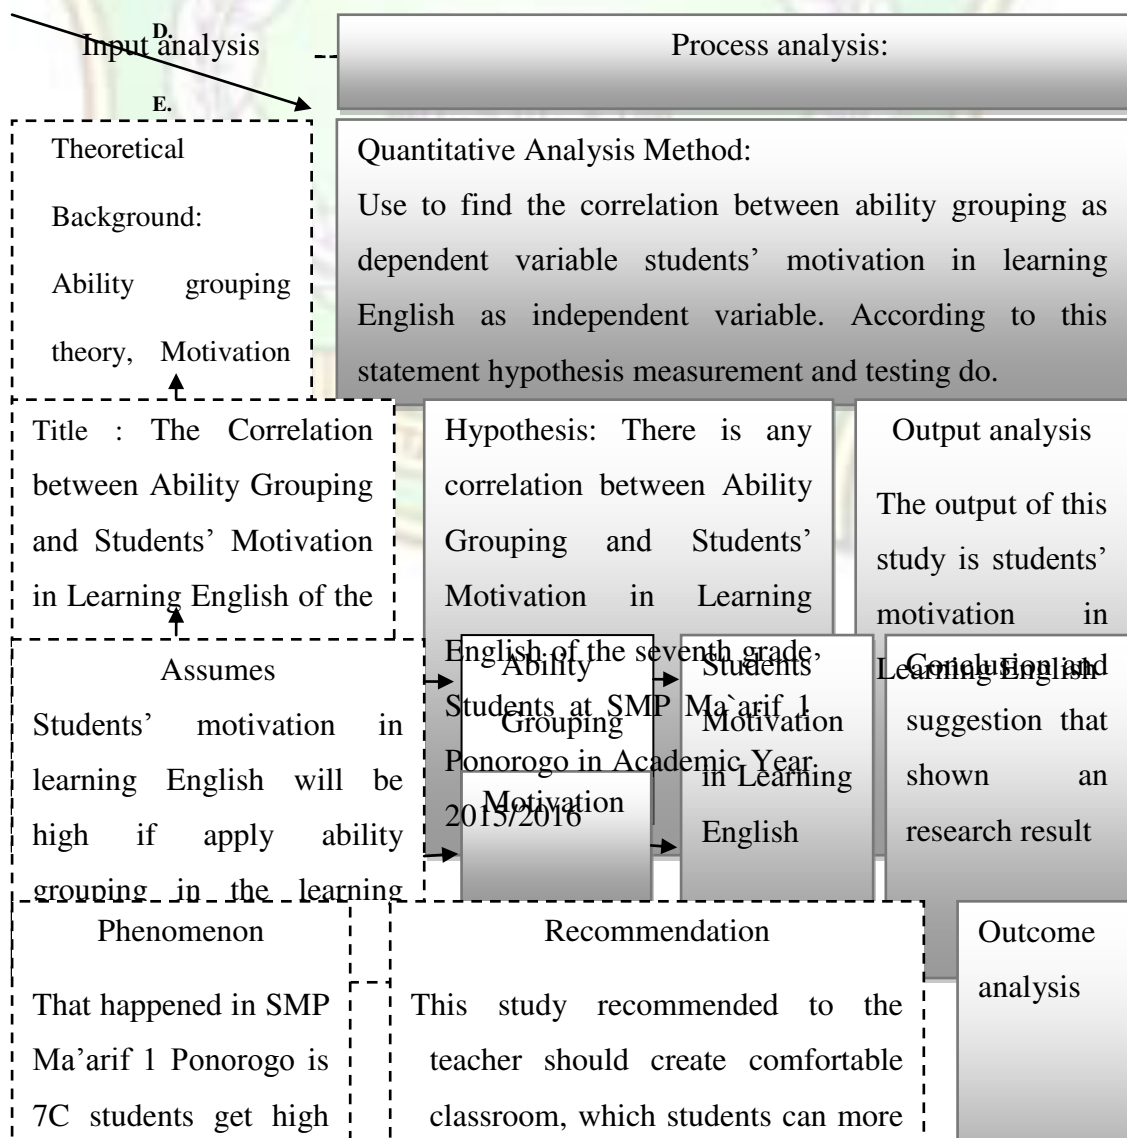 D.
Input analysis
Process analysis:
E.
Theoretical
Background:
Ability grouping
theory, Motivation
Quantitative Analysis Method:
Use to find the correlation between ability grouping as
dependent variable students’ motivation in learning
English as independent variable. According to this
statement hypothesis measurement and testing do.
Title : The Correlation
between Ability Grouping
and Students’ Motivation
in Learning English of the
Hypothesis: There is any
correlation between Ability
Grouping and Students’
Motivation in Learning
English of the seventh grade,
Students at SMP Ma`arif 1
Ponorogo in Academic Year
2015/2016
Output analysis
The output of this
study is students’
motivation in
Learning English
Assumes
Students’ motivation in
learning English will be
high if apply ability
grouping in the learning
Ability
Grouping
Motivation
Students
Motivation
in Learning
English
Conclusion and
suggestion that
shown an
research result
Phenomenon
That happened in SMP
Ma’arif 1 Ponorogo is
7C students get high
Recommendation
This study recommended to the
teacher should create comfortable
classroom, which students can more
Outcome
analysis